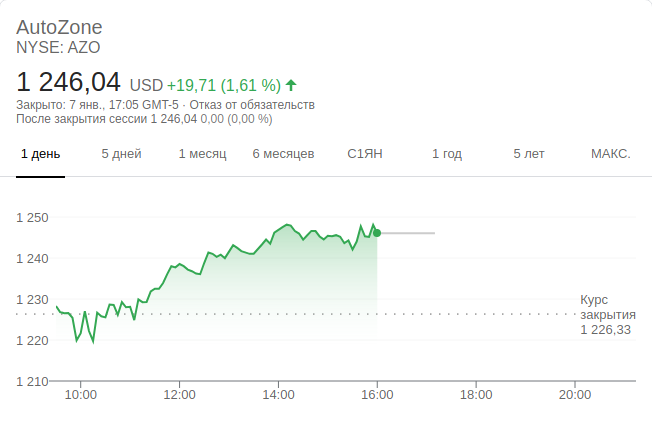 AutoZone
NYSE: AZO
1 246,04 USD +19,71 (1,61 %)
Закрыто: 7 янв., 17:05 GMT-5 · Отказ от обязательств
После закрытия сессии 1 246,04 0,00 (0,00 %)
1 день 5 дней 1 месяц 6 месяцев С1ЯН 1 год 5 лет МАКС.
1 250
1 240
1 230
1 220
1 210
Курс
закрытия
1 226,33
10:00 12:00 14:00 16:00 18:00 20:00